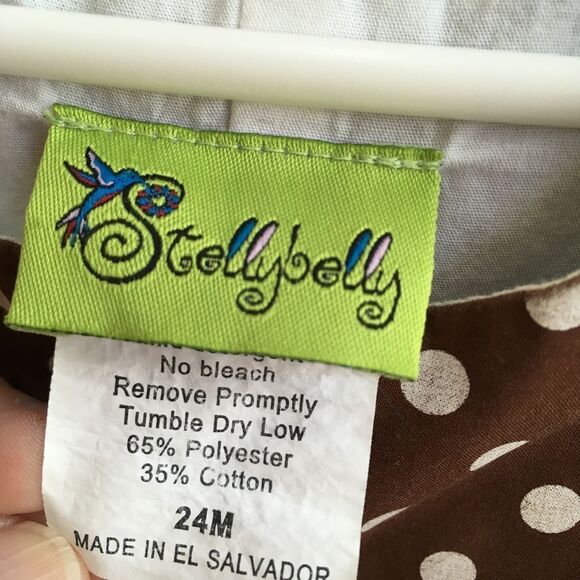 Stellybelly
No bleach
Remove Promptly
Tumble Dry Low
65% Polyester
35% Cotton
24M
MADE IN EL SALVADOR